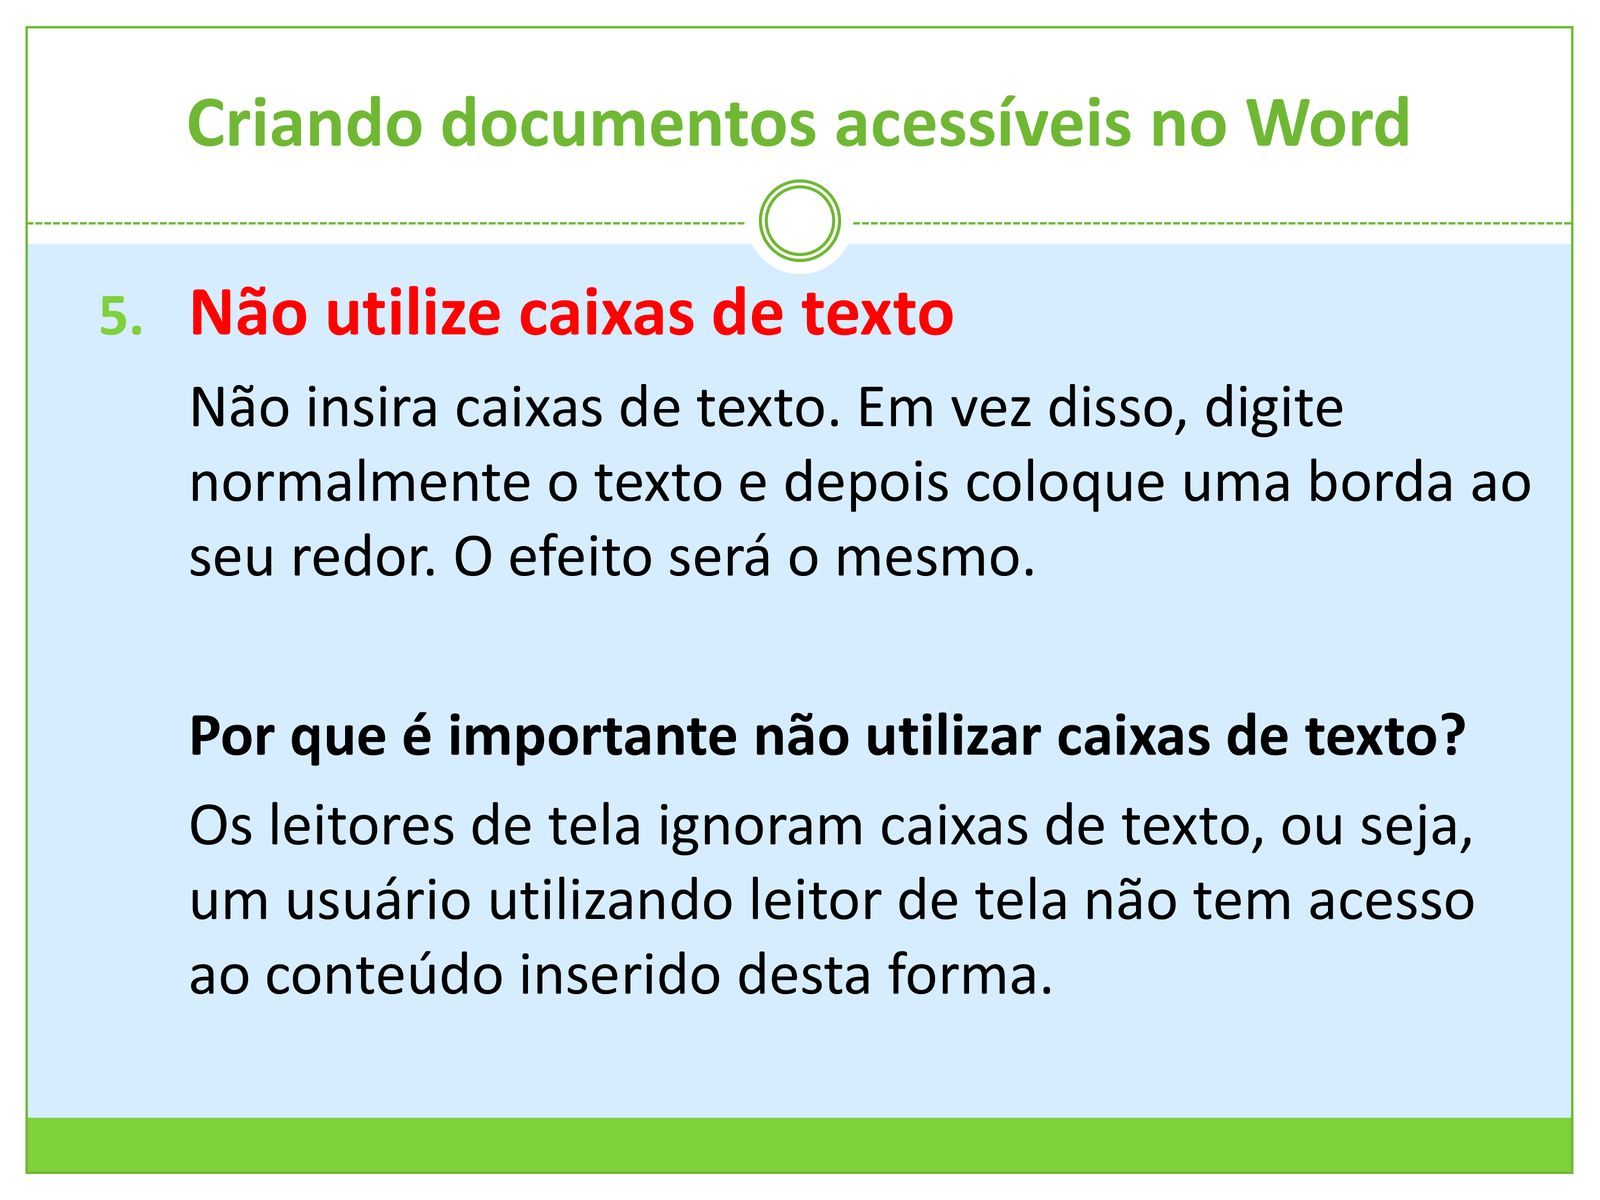 Criando documentos acessíveis no Word
5. Não utilize caixas de texto
Não insira caixas de texto. Em vez disso, digite
normalmente o texto e depois coloque uma borda ao
seu redor. O efeito será o mesmo.
Por que é importante não utilizar caixas de texto?
Os leitores de tela ignoram caixas de texto, ou seja,
um usuário utilizando leitor de tela não tem acesso
ao conteúdo inserido desta forma.